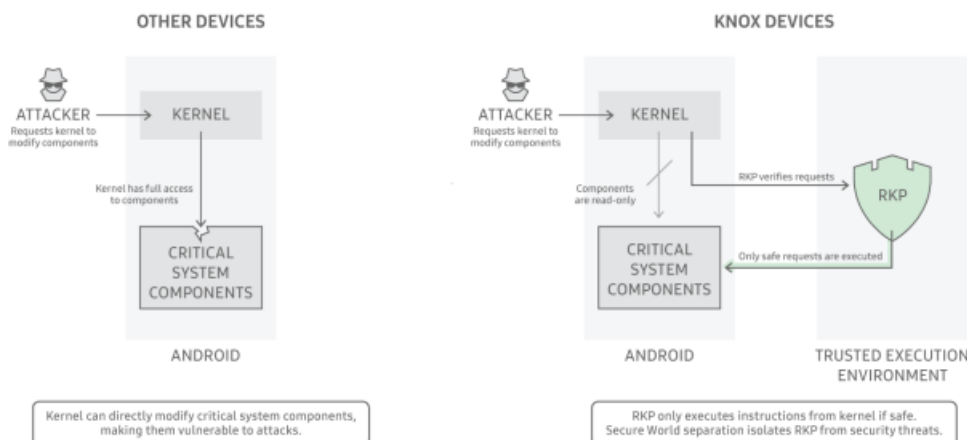 OTHER DEVICES
ATTACKER
Requests kernel to
modify components
KERNEL
Kernel has full access
to components
CRITICAL
SYSTEM
COMPONENTS
ANDROID
Kernel can directly modify critical system components,
making them vulnerable to attacks.
KNOX DEVICES
ATTACKER
Requests kernel to
modify components
KERNEL
Components
are read-only
RKP verifies requests
RKP
Only safe requests are executed
CRITICAL
SYSTEM
COMPONENTS
ANDROID
TRUSTED EXECUTION
ENVIRONMENT
RKP only executes instructions from kernel if safe.
Secure World separation isolates RKP from security threats.